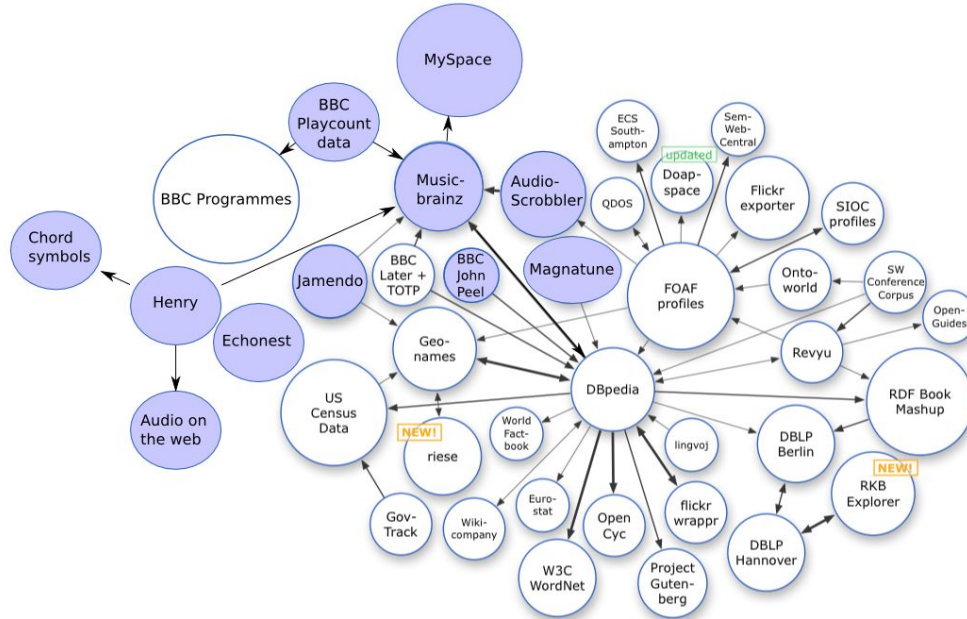 MySpace
BBC
Playcount
data
BBC Programmes
Music-
brainz
Audio-
Scrobbler
ECS
South-
ampton
Sem-
Web-
Central
updated
Doap-
space
QDOS
Flickr
exporter
SIOC
profiles
Chord
symbols
Henry
Jamendo
BBC
Later +
TOTP
BBC
John
Peel
Magnatune
FOAF
profiles
Onto-
world
SW
Conference
Corpus
Open-
Guides
Echonest
Geo-
names
Revyu
Audio on
the web
US
Census
Data
DBpedia
RDF Book
Mashup
NEW!
riese
World
Fact-
book
lingvoj
DBLP
Berlin
NEW!
RKB
Explorer
Gov-
Track
Wiki-
company
Euro-
stat
Open
Cyc
flickr
wrappr
DBLP
Hannover
W3C
WordNet
Project
Guten-
berg